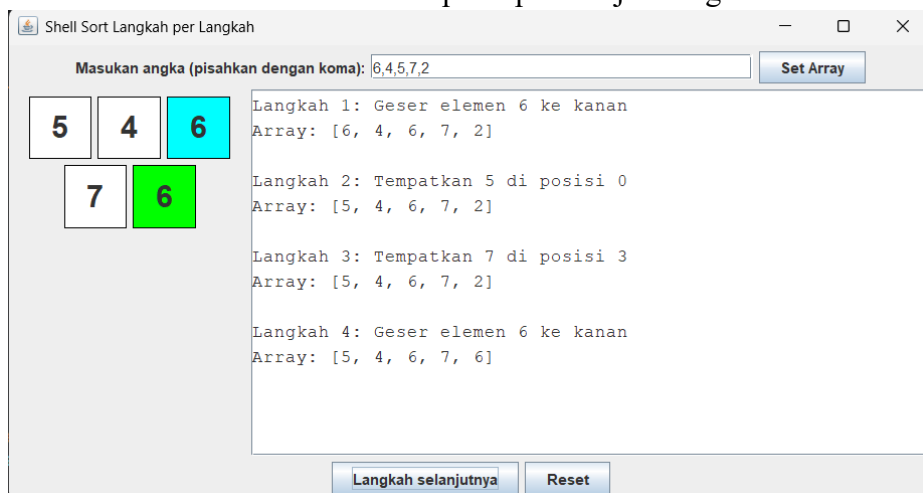 Shell Sort Langkah per Langkah
Masukan angka (pisahkan dengan koma): 6,4,5,7,2 Set Array
5 4 6
7 6
Langkah 1: Geser elemen 6 ke kanan
Array: [6, 4, 6, 7, 2]
Langkah 2: Tempatkan 5 di posisi 0
Array: [5, 4, 6, 7, 2]
Langkah 3: Tempatkan 7 di posisi 3
Array: [5, 4, 6, 7, 2]
Langkah 4: Geser elemen 6 ke kanan
Array: [5, 4, 6, 7, 6]
Langkah selanjutnya Reset